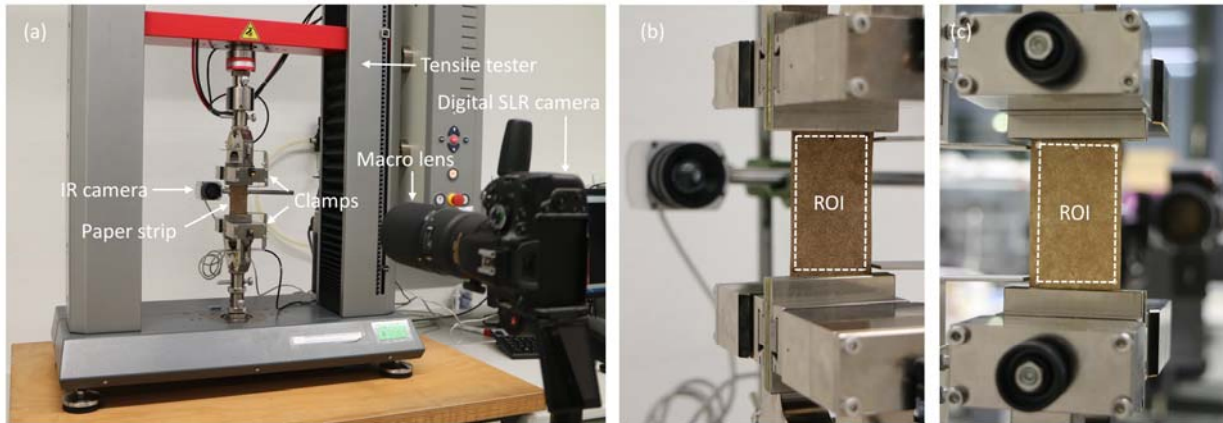 (a)
Tensile tester
Digital SLR camera
Macro lens
IR camera
Clamps
Paper strip
(b)
ROI
(c)
ROI